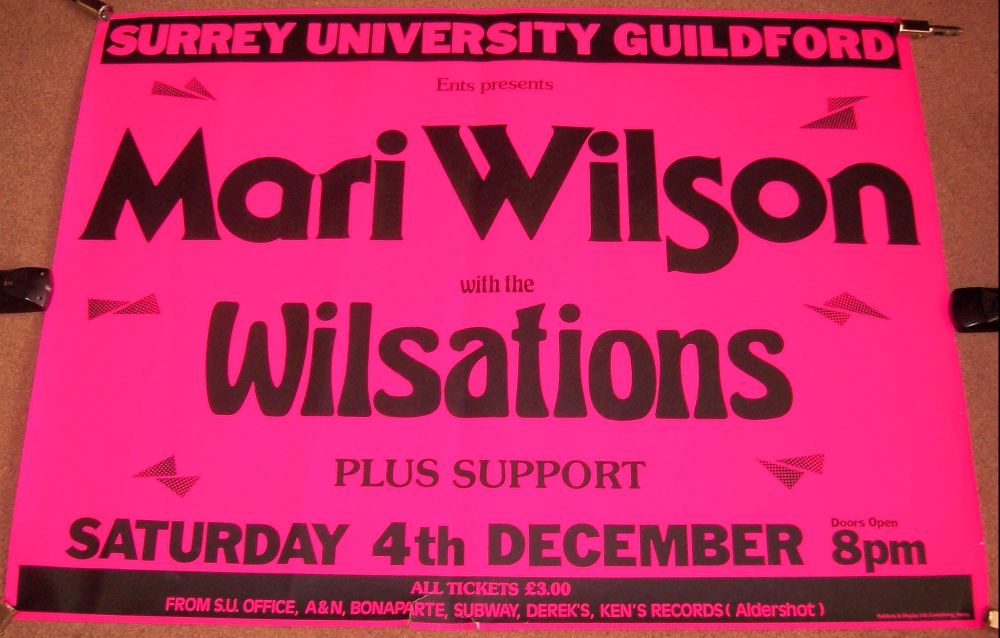 SURREY UNIVERSITY GUILDFORD
Ents presents
Mari Wilson
with the
Wilsations
PLUS SUPPORT
SATURDAY 4th DECEMBER
Doors Open
8pm
ALL TICKETS £3.00
FROM S.U. OFFICE, A&N, BONAPARTE, SUBWAY, DEREK'S, KEN'S RECORDS ( Aldershot )